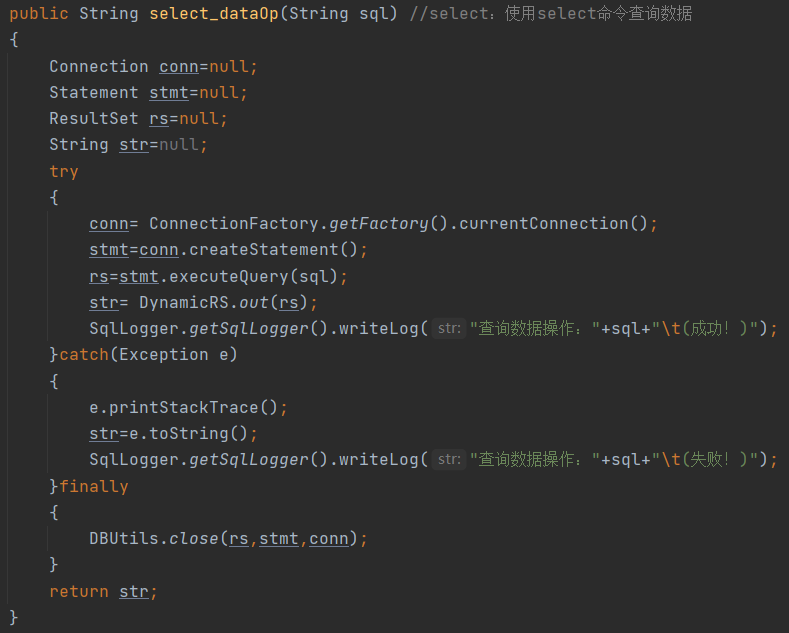 public String select_dataOp(String sql) //select：使用select命令查询数据
{
    Connection conn=null;
    Statement stmt=null;
    ResultSet rs=null;
    String str=null;
    try
    {
        conn= ConnectionFactory.getFactory().currentConnection();
        stmt=conn.createStatement();
        rs=stmt.executeQuery(sql);
        str= DynamicRS.out(rs);
        SqlLogger.getSqlLogger().writeLog( str: "查询数据操作："+sql+"\t(成功！)");
    }catch(Exception e)
    {
        e.printStackTrace();
        str=e.toString();
        SqlLogger.getSqlLogger().writeLog( str: "查询数据操作："+sql+"\t(失败！)");
    }finally
    {
        DBUtils.close(rs,stmt,conn);
    }
    return str;
}